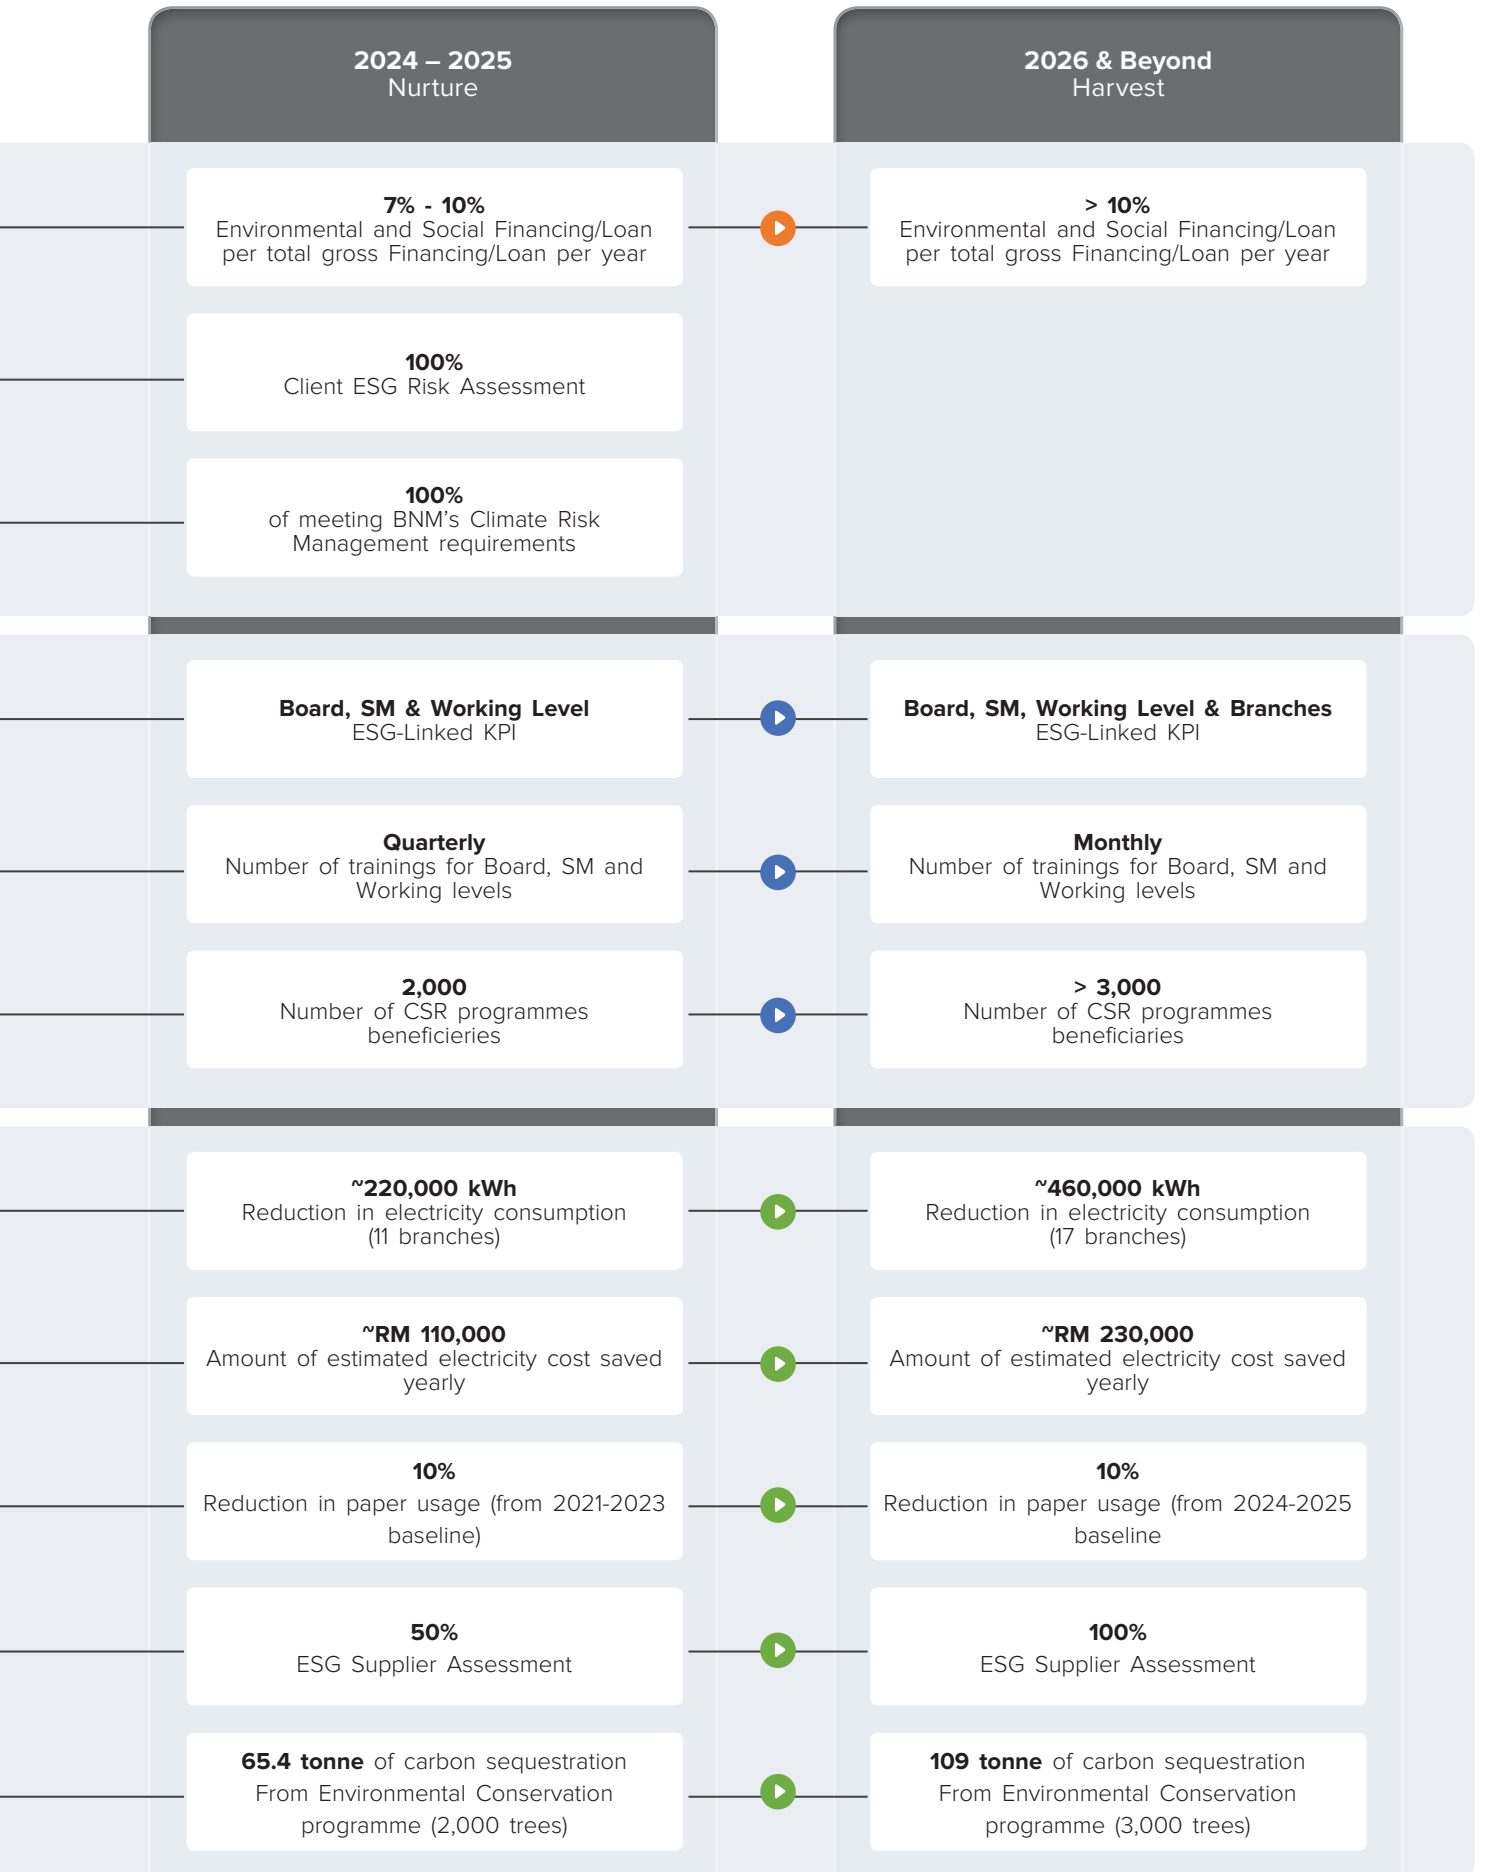 2024 – 2025
Nurture
2026 & Beyond
Harvest
7% - 10%
Environmental and Social Financing/Loan
per total gross Financing/Loan per year
> 10%
Environmental and Social Financing/Loan
per total gross Financing/Loan per year
100%
Client ESG Risk Assessment
100%
of meeting BNM’s Climate Risk
Management requirements
Board, SM & Working Level
ESG-Linked KPI
Board, SM, Working Level & Branches
ESG-Linked KPI
Quarterly
Number of trainings for Board, SM and
Working levels
Monthly
Number of trainings for Board, SM and
Working levels
2,000
Number of CSR programmes
beneficieries
> 3,000
Number of CSR programmes
beneficiaries
~220,000 kWh
Reduction in electricity consumption
(11 branches)
~460,000 kWh
Reduction in electricity consumption
(17 branches)
~RM 110,000
Amount of estimated electricity cost saved
yearly
~RM 230,000
Amount of estimated electricity cost saved
yearly
10%
Reduction in paper usage (from 2021-2023
baseline)
10%
Reduction in paper usage (from 2024-2025
baseline
50%
ESG Supplier Assessment
100%
ESG Supplier Assessment
65.4 tonne of carbon sequestration
From Environmental Conservation
programme (2,000 trees)
109 tonne of carbon sequestration
From Environmental Conservation
programme (3,000 trees)